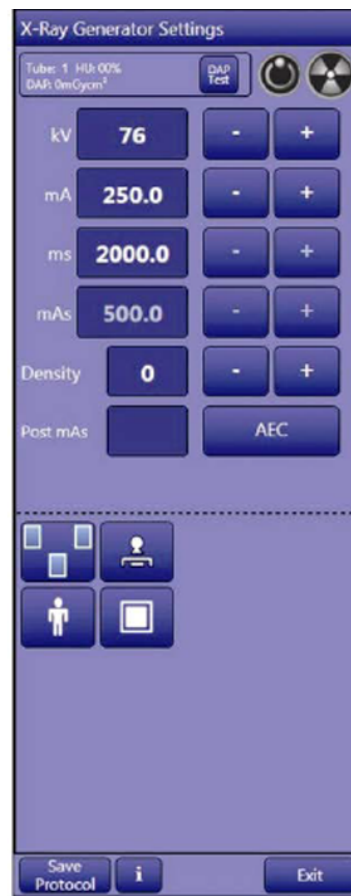 X-Ray Generator Settings
Tube: 1 HU: 00%
DAP: 0mGycm²
DAP
Test
kV 76 - +
mA 250.0 - +
ms 2000.0 - +
mAs 500.0 - +
Density 0 - +
Post mAs AEC
Save
Protocol
i
Exit